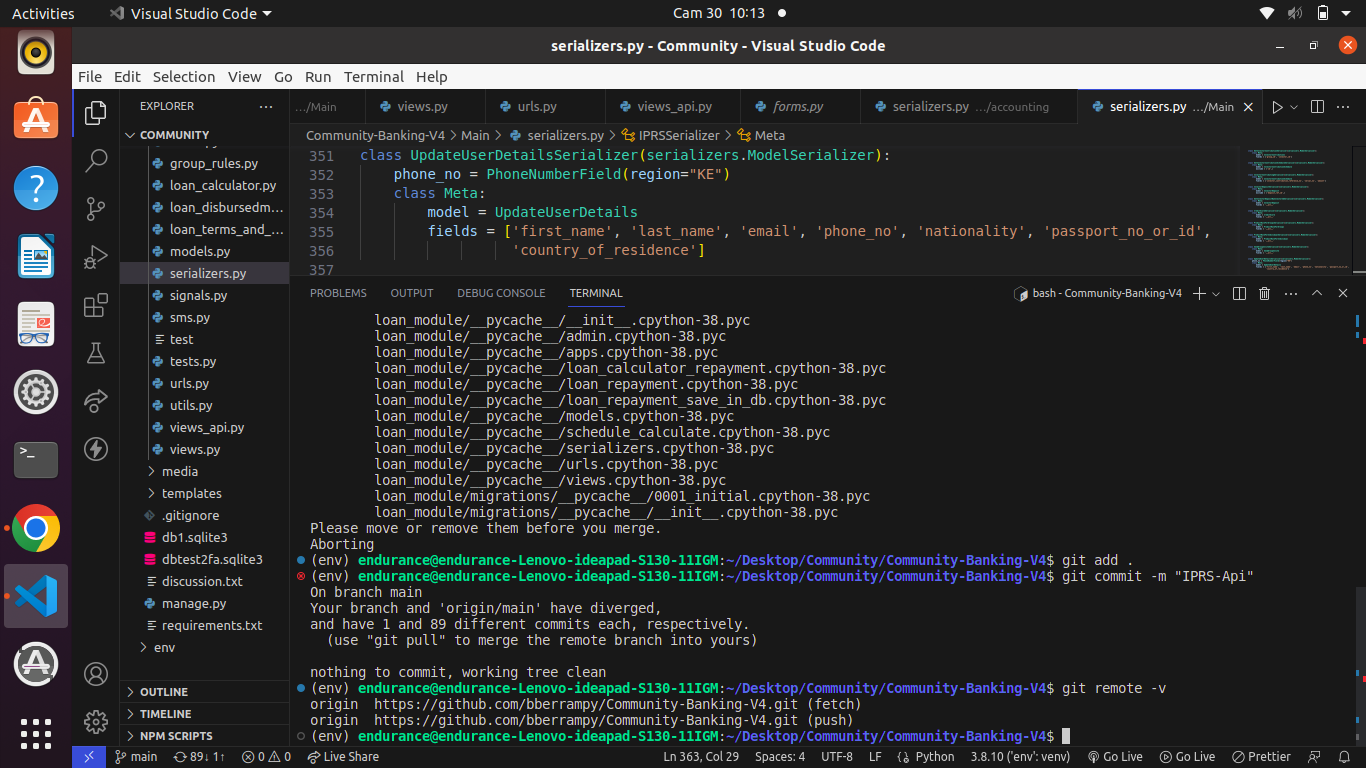 Activities
Visual Studio Code
Cam 30 10:13
serializers.py - Community - Visual Studio Code
File Edit Selection View Go Run Terminal Help
EXPLORER
COMMUNITY
group_rules.py
loan_calculator.py
loan_disbursedm...
loan_terms_and_...
models.py
serializers.py
signals.py
sms.py
test
tests.py
urls.py
utils.py
views_api.py
views.py
media
templates
.gitignore
db1.sqlite3
dbtest2fa.sqlite3
discussion.txt
manage.py
requirements.txt
env
OUTLINE
TIMELINE
NPM SCRIPTS
.../Main views.py urls.py views_api.py forms.py serializers.py .../accounting serializers.py .../Main
Community-Banking-V4 > Main > serializers.py > IPRSSerializer > Meta
351 class UpdateUserDetailsSerializer(serializers.ModelSerializer):
352 phone_no = PhoneNumberField(region="KE")
353 class Meta:
354 model = UpdateUserDetails
355 fields = ['first_name', 'last_name', 'email', 'phone_no', 'nationality', 'passport_no_or_id',
356 'country_of_residence']
357
PROBLEMS OUTPUT DEBUG CONSOLE TERMINAL
bash - Community-Banking-V4
loan_module/__pycache__/__init__.cpython-38.pyc
loan_module/__pycache__/admin.cpython-38.pyc
loan_module/__pycache__/apps.cpython-38.pyc
loan_module/__pycache__/loan_calculator_repayment.cpython-38.pyc
loan_module/__pycache__/loan_repayment.cpython-38.pyc
loan_module/__pycache__/loan_repayment_save_in_db.cpython-38.pyc
loan_module/__pycache__/models.cpython-38.pyc
loan_module/__pycache__/schedule_calculate.cpython-38.pyc
loan_module/__pycache__/serializers.cpython-38.pyc
loan_module/__pycache__/urls.cpython-38.pyc
loan_module/__pycache__/views.cpython-38.pyc
loan_module/migrations/__pycache__/0001_initial.cpython-38.pyc
loan_module/migrations/__pycache__/__init__.cpython-38.pyc
Please move or remove them before you merge.
Aborting
(env) endurance@endurance-Lenovo-ideapad-S130-11IGM:~/Desktop/Community/Community-Banking-V4$ git add .
(env) endurance@endurance-Lenovo-ideapad-S130-11IGM:~/Desktop/Community/Community-Banking-V4$ git commit -m "IPRS-Api"
On branch main
Your branch and 'origin/main' have diverged,
and have 1 and 89 different commits each, respectively.
(use "git pull" to merge the remote branch into yours)
nothing to commit, working tree clean
(env) endurance@endurance-Lenovo-ideapad-S130-11IGM:~/Desktop/Community/Community-Banking-V4$ git remote -v
origin https://github.com/bberrampy/Community-Banking-V4.git (fetch)
origin https://github.com/bberrampy/Community-Banking-V4.git (push)
(env) endurance@endurance-Lenovo-ideapad-S130-11IGM:~/Desktop/Community/Community-Banking-V4$
main 89↓ 1↑ 0 0 Live Share
Ln 363, Col 29 Spaces: 4 UTF-8 LF Python 3.8.10 ('env': venv) Go Live Go Live Prettier